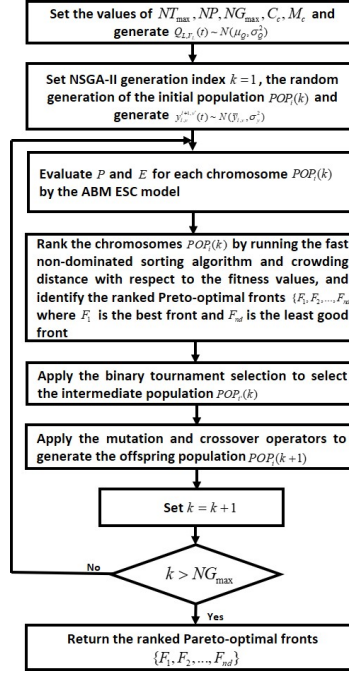 Set the values of NT_max, NP, NG_max, C_c, M_c and
generate Q_{LT_i}(t) ~ N(μ_Q, σ_Q^2)
Set NSGA-II generation index k = 1, the random
generation of the initial population POP_i(k) and
generate (t) ~ N(
Evaluate P and E for each chromosome POP_i(k)
by the ABM ESC model
Rank the chromosomes POP_i(k) by running the fast
non-dominated sorting algorithm and crowding
distance with respect to the fitness values, and
identify the ranked Preto-optimal fronts {F_1, F_2, ..., F_nd
where F_1 is the best front and F_nd is the least good
front
Apply the binary tournament selection to select
the intermediate population POP_i'(k)
Apply the mutation and crossover operators to
generate the offspring population POP_i(k+1)
Set k = k+1
No
k > NG_max
Yes
Return the ranked Pareto-optimal fronts
{F_1, F_2, ..., F_nd}